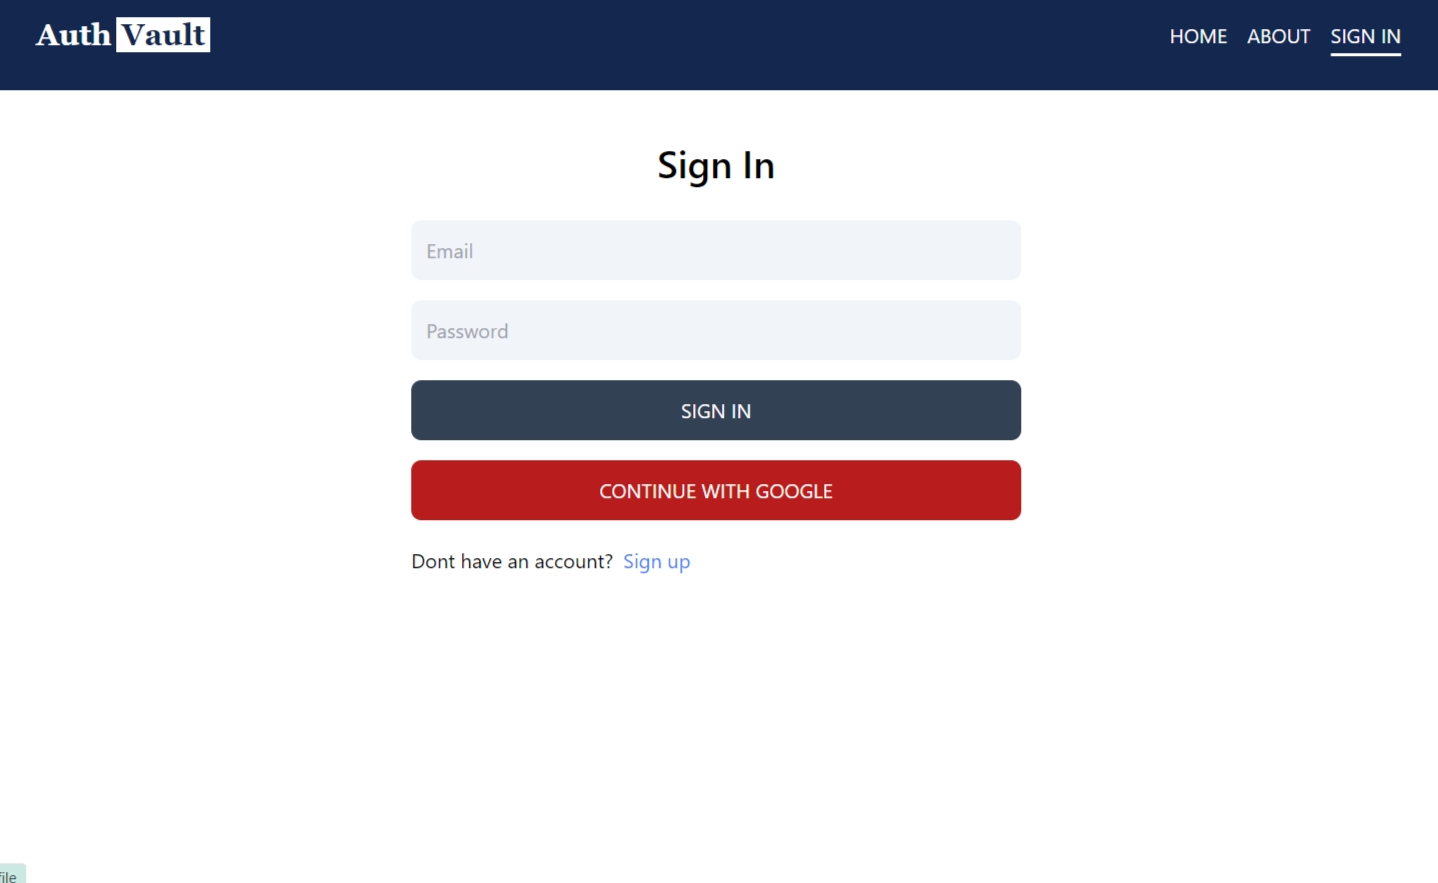 Auth Vault
HOME ABOUT SIGN IN
Sign In
Email
Password
SIGN IN
CONTINUE WITH GOOGLE
Dont have an account? Sign up